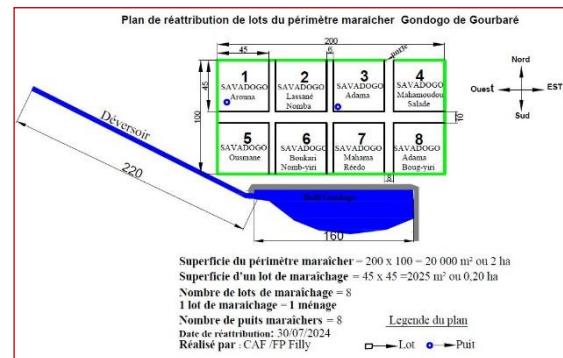 Plan de réattribution de lots du périmètre maraîcher Gondogo de Gourbaré
200
45
6
porte
45
1
SAVADOGO
Arouna
2
SAVADOGO
Lassané
Nomba
3
SAVADOGO
Adama
4
SAVADOGO
Mahamoudou
Salade
Nord
Ouest
EST
Sud
100
10
5
SAVADOGO
Ousmane
6
SAVADOGO
Boukari
Nomb-yiri
7
SAVADOGO
Mahama
Réedo
8
SAVADOGO
Adama
Boug-yiri
8
Déversoir
220
Gondogo
160
Superficie du périmètre maraîcher = 200 x 100 = 20 000 m² ou 2 ha
Superficie d'un lot de maraîchage = 45 x 45 =2025 m² ou 0,20 ha
Nombre de lots de maraîchage = 8
1 lot de maraichage = 1 ménage
Nombre de puits maraîchers = 8
Legende du plan
Date de réattribution: 30/07/2024
Réalisé par : CAF /FP Filly
Lot
Puit